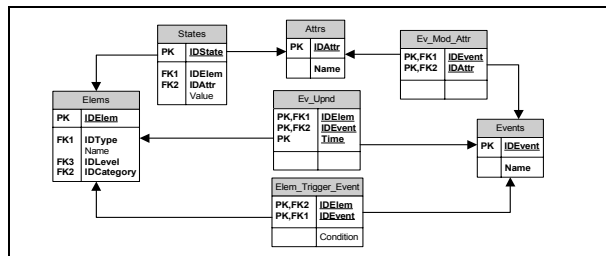 States
PK IDState
FK1 IDElem
FK2 IDAttr
Value
Attrs
PK IDAttr
Name
Ev_Mod_Attr
PK,FK1 IDEvent
PK,FK2 IDAttr
Elems
PK IDElem
FK1 IDType
Name
FK3 IDLevel
FK2 IDCategory
Ev_Upnd
PK,FK1 IDElem
PK,FK2 IDEvent
PK Time
Events
PK IDEvent
Name
Elem_Trigger_Event
PK,FK2 IDElem
PK,FK1 IDEvent
Condition